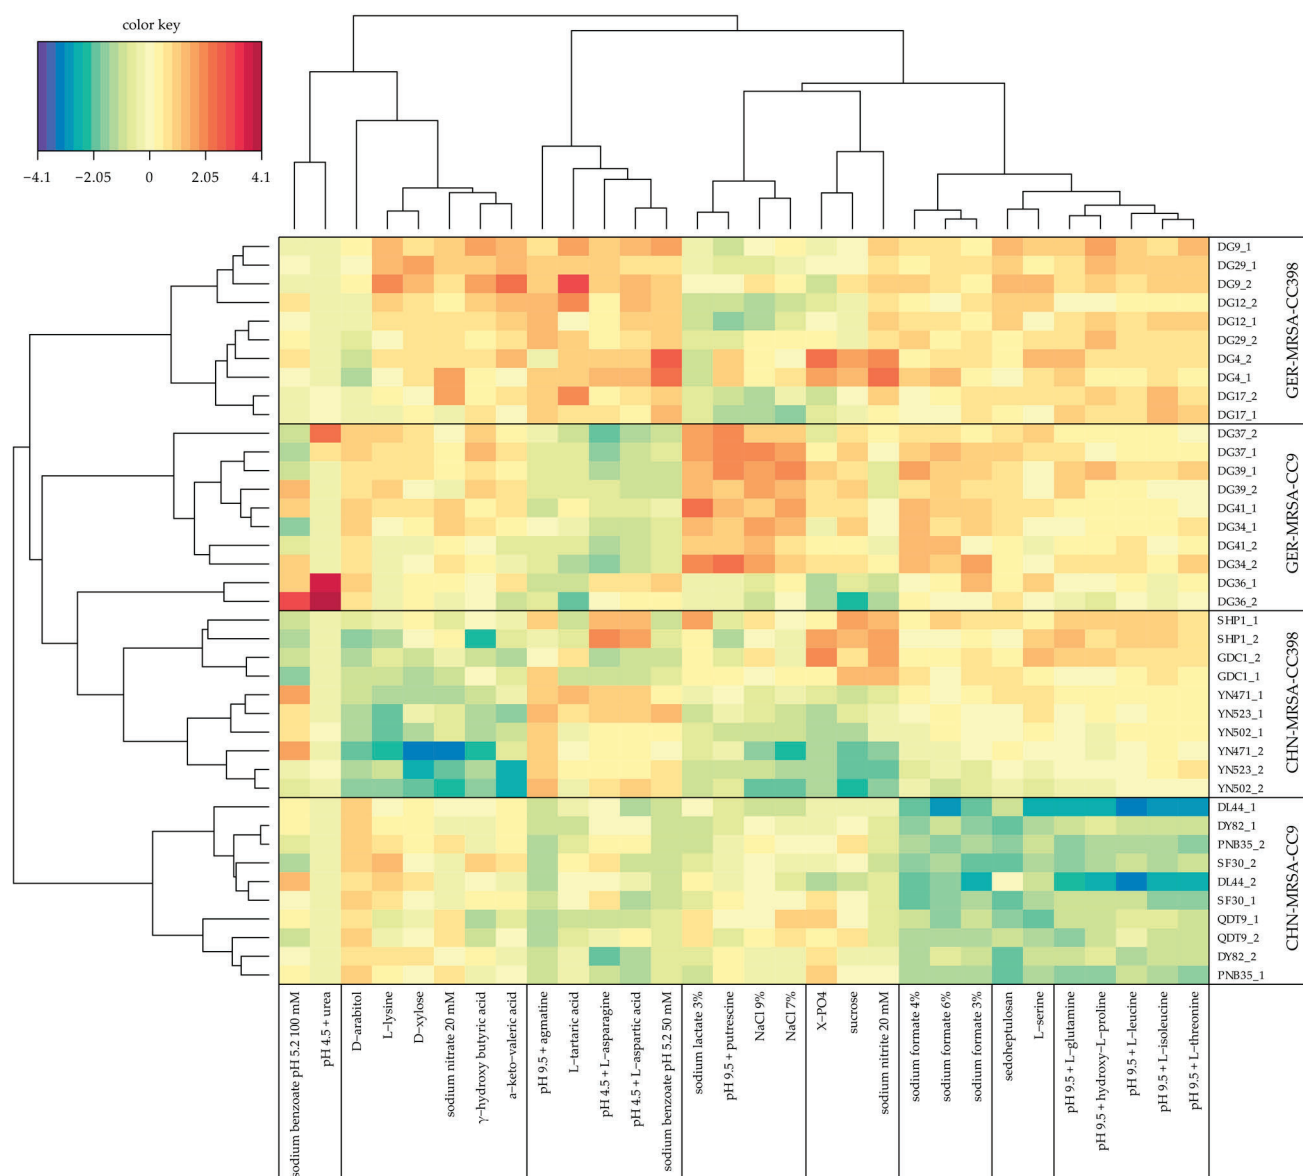 color key
−4.1
−2.05
0
2.05
4.1
DG9_1
DG29_1
DG9_2
DG12_2
DG12_1
DG29_2
DG4_2
DG4_1
DG17_2
DG17_1
GER-MRSA-CC398
DG37_2
DG37_1
DG39_1
DG39_2
DG41_1
DG34_1
DG41_2
DG34_2
DG36_1
DG36_2
GER-MRSA-CC9
SHP1_1
SHP1_2
GDC1_2
GDC1_1
YN471_1
YN523_1
YN502_1
YN471_2
YN523_2
YN502_2
CHN-MRSA-CC398
DL44_1
DY82_1
PNB35_2
SF30_2
DL44_2
SF30_1
QDT9_1
QDT9_2
DY82_2
PNB35_1
CHN-MRSA-CC9
sodium benzoate pH 5.2 100 mM
pH 4.5 + urea
D−arabitol
L−lysine
D−xylose
sodium nitrate 20 mM
γ−hydroxy butyric acid
a−keto−valeric acid
pH 9.5 + agmatine
L−tartaric acid
pH 4.5 + L−asparagine
pH 4.5 + L−aspartic acid
sodium benzoate pH 5.2 50 mM
sodium lactate 3%
pH 9.5 + putrescine
NaCl 9%
NaCl 7%
X−PO4
sucrose
sodium nitrite 20 mM
sodium formate 4%
sodium formate 6%
sodium formate 3%
sedoheptulosan
L−serine
pH 9.5 + L−glutamine
pH 9.5 + hydroxy−L−proline
pH 9.5 + L−leucine
pH 9.5 + L−isoleucine
pH 9.5 + L−threonine